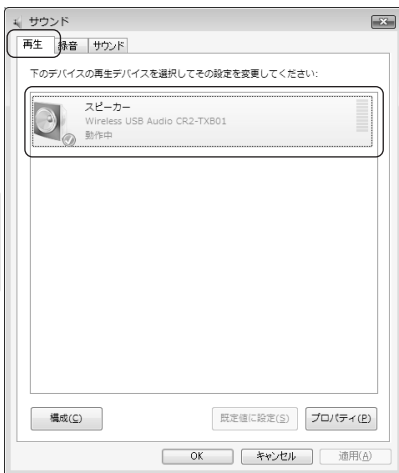 サウンド
再生 録音 サウンド
下のデバイスの再生デバイスを選択してその設定を変更してください:
スピーカー
Wireless USB Audio CR2-TXB01
動作中
構成(C) 既定値に設定(S) プロパティ(P)
OK キャンセル 適用(A)